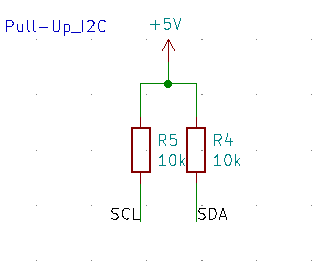 Pull-Up_I2C
+5V
R5
10k
R4
10k
SCL
SDA